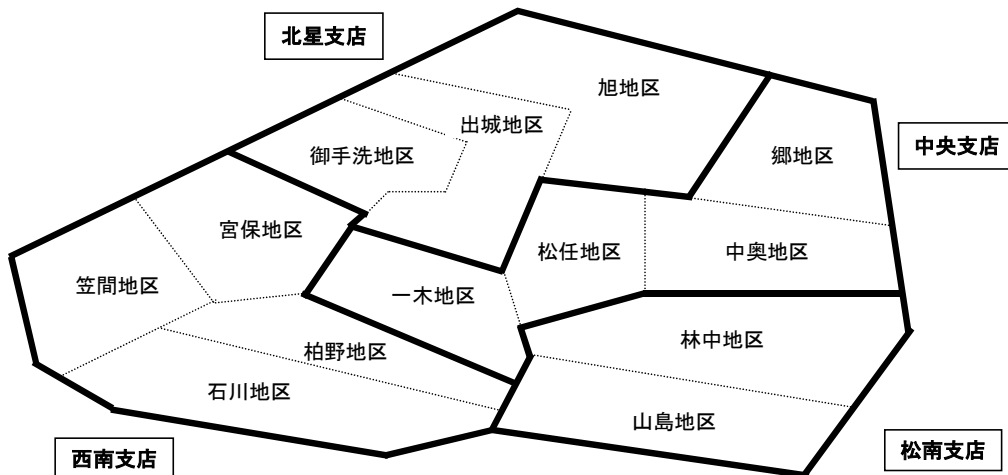 北星支店
旭地区
出城地区
御手洗地区
郷地区
中央支店
宮保地区
松任地区
中奥地区
笠間地区
一木地区
林中地区
柏野地区
石川地区
山島地区
西南支店
松南支店